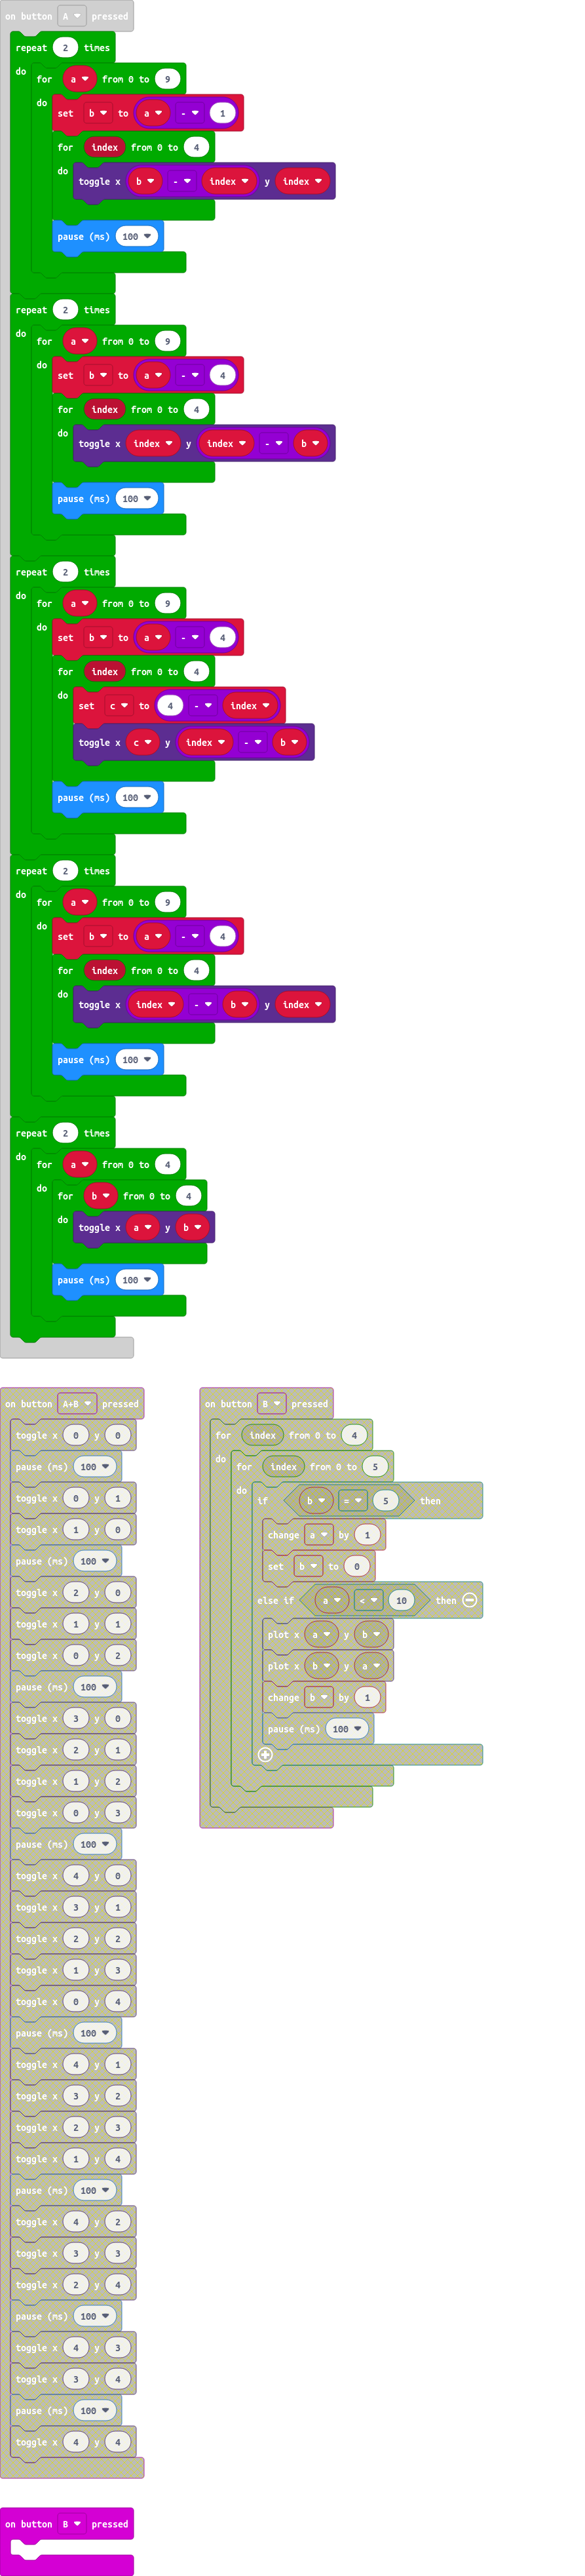 on button A pressed
repeat 2 times
do for a from 0 to 9
do set b to a - 1
for index from 0 to 4
do toggle x b - index y index
pause (ms) 100
repeat 2 times
do for a from 0 to 9
do set b to a - 4
for index from 0 to 4
do toggle x index y index - b
pause (ms) 100
repeat 2 times
do for a from 0 to 9
do set b to a - 4
for index from 0 to 4
do set c to 4 - index
toggle x c y index - b
pause (ms) 100
repeat 2 times
do for a from 0 to 9
do set b to a - 4
for index from 0 to 4
do toggle x index - b y index
pause (ms) 100
repeat 2 times
do for a from 0 to 4
do for b from 0 to 4
do toggle x a y b
pause (ms) 100
on button A+B pressed
toggle x 0 y 0
pause (ms) 100
toggle x 0 y 1
toggle x 1 y 0
pause (ms) 100
toggle x 2 y 0
toggle x 1 y 1
toggle x 0 y 2
pause (ms) 100
toggle x 3 y 0
toggle x 2 y 1
toggle x 1 y 2
toggle x 0 y 3
pause (ms) 100
toggle x 4 y 0
toggle x 3 y 1
toggle x 2 y 2
toggle x 1 y 3
toggle x 0 y 4
pause (ms) 100
toggle x 4 y 1
toggle x 3 y 2
toggle x 2 y 3
toggle x 1 y 4
pause (ms) 100
toggle x 4 y 2
toggle x 3 y 3
toggle x 2 y 4
pause (ms) 100
toggle x 4 y 3
toggle x 3 y 4
pause (ms) 100
toggle x 4 y 4
on button B pressed
for index from 0 to 4
do for index from 0 to 5
do if b = 5 then
change a by 1
set b to 0
else if a < 10 then
plot x a y b
plot x b y a
change b by 1
pause (ms) 100
on button B pressed